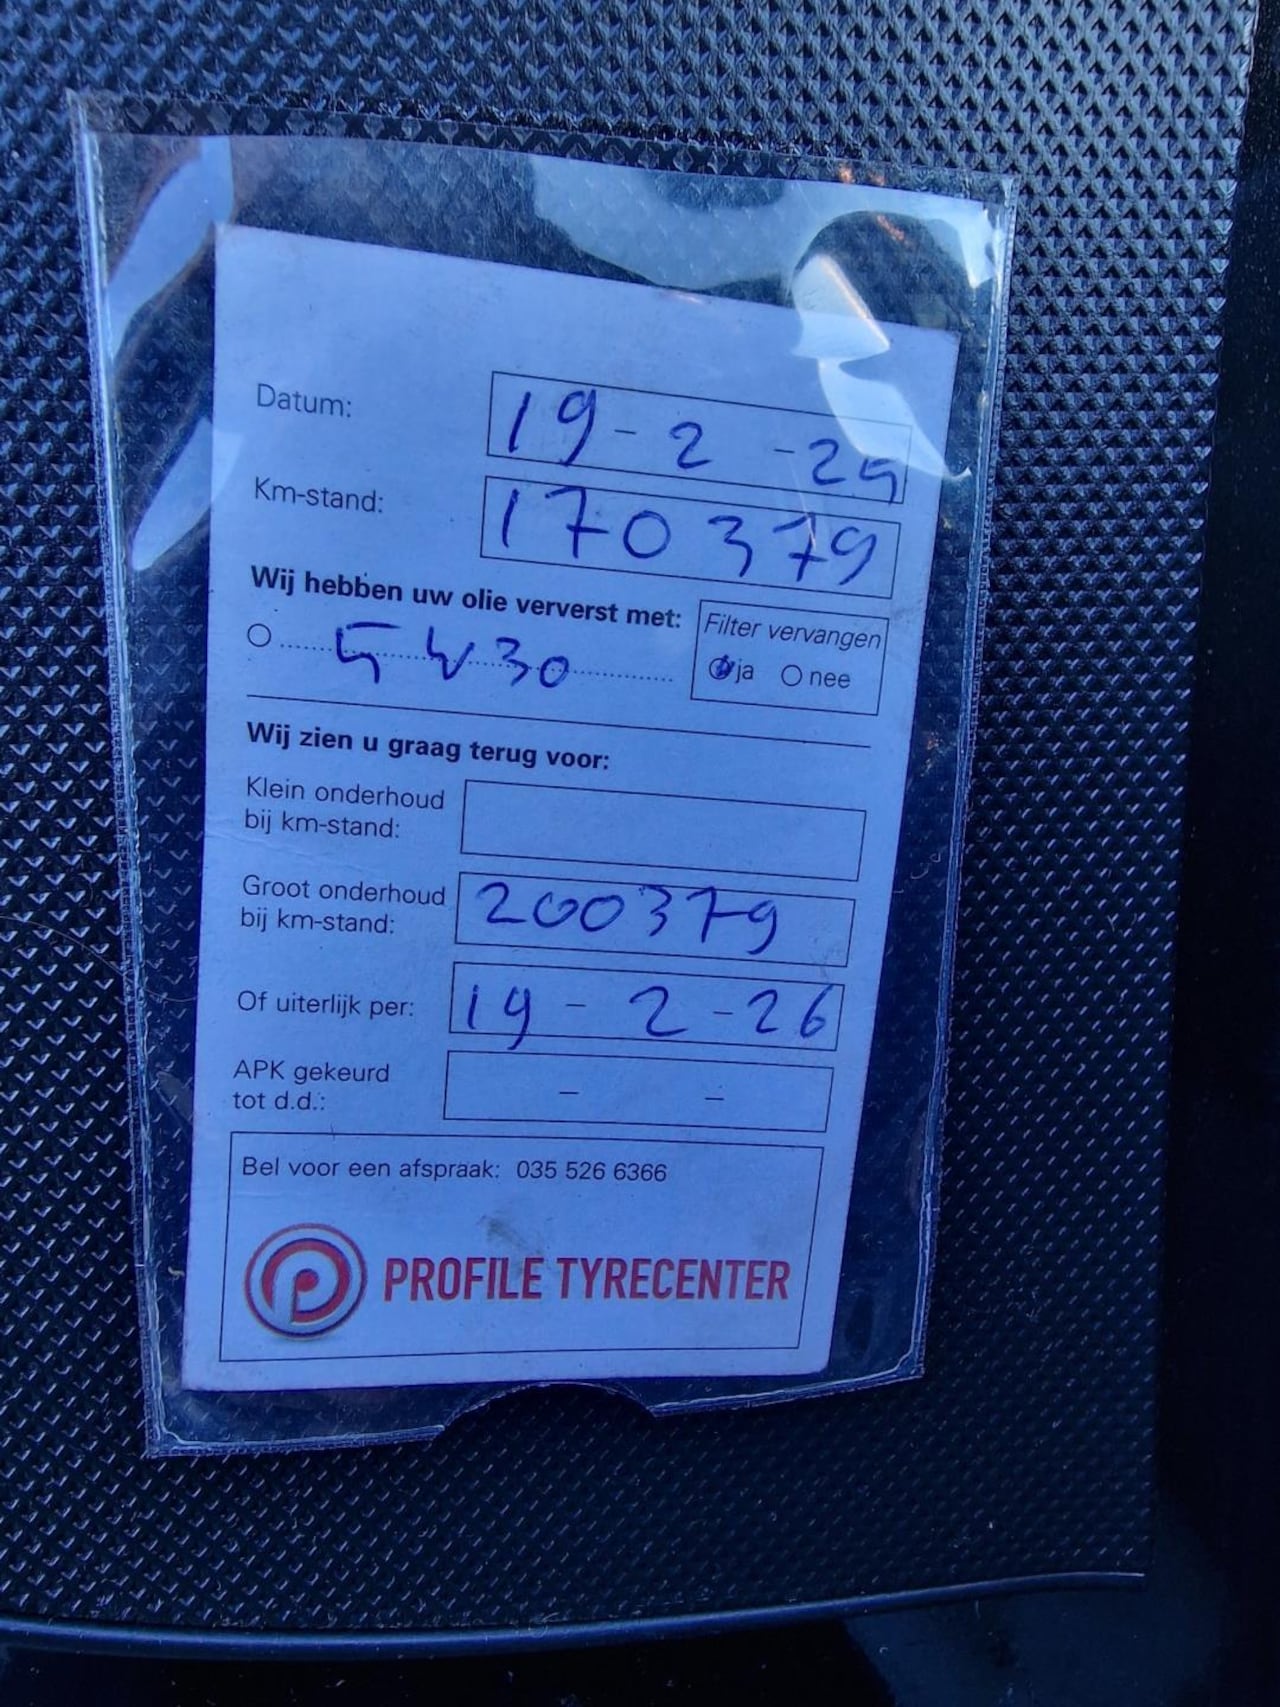 Datum: 19-2-25
Km-stand: 170379
Wij hebben uw olie ververst met:
5W30
Filter vervangen
ja nee
Wij zien u graag terug voor:
Klein onderhoud
bij km-stand:
Groot onderhoud
bij km-stand: 200379
Of uiterlijk per: 19-2-26
APK gekeurd
tot d.d.: - -
Bel voor een afspraak: 035 526 6366
PROFILE TYRECENTER